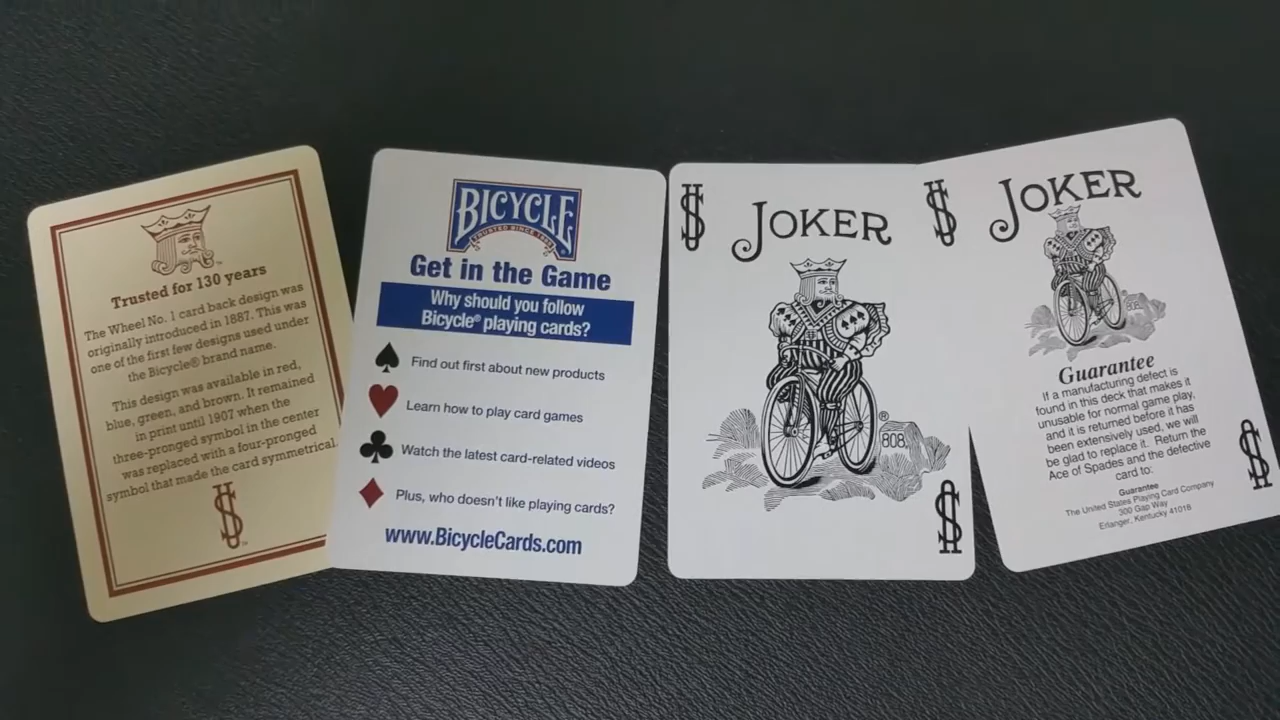 Trusted for 130 years
The Wheel No. 1 card back design was
originally introduced in 1887. This was
one of the first few designs used under
the Bicycle® brand name.
This design was available in red,
blue, green, and brown. It remained
in print until 1907 when the
three-pronged symbol in the center
was replaced with a four-pronged
symbol that made the card symmetrical.
BICYCLE
TRUSTED SINCE 1885
Get in the Game
Why should you follow
Bicycle® playing cards?
Find out first about new products
Learn how to play card games
Watch the latest card-related videos
Plus, who doesn't like playing cards?
www.BicycleCards.com
JOKER
®
808
JOKER
808
Guarantee
If a manufacturing defect is
found in this deck that makes it
unusable for normal game play,
and it is returned before it has
been extensively used, we will
be glad to replace it. Return the
Ace of Spades and the defective
card to:
Guarantee
The United States Playing Card Company
300 Gap Way
Erlanger, Kentucky 41018